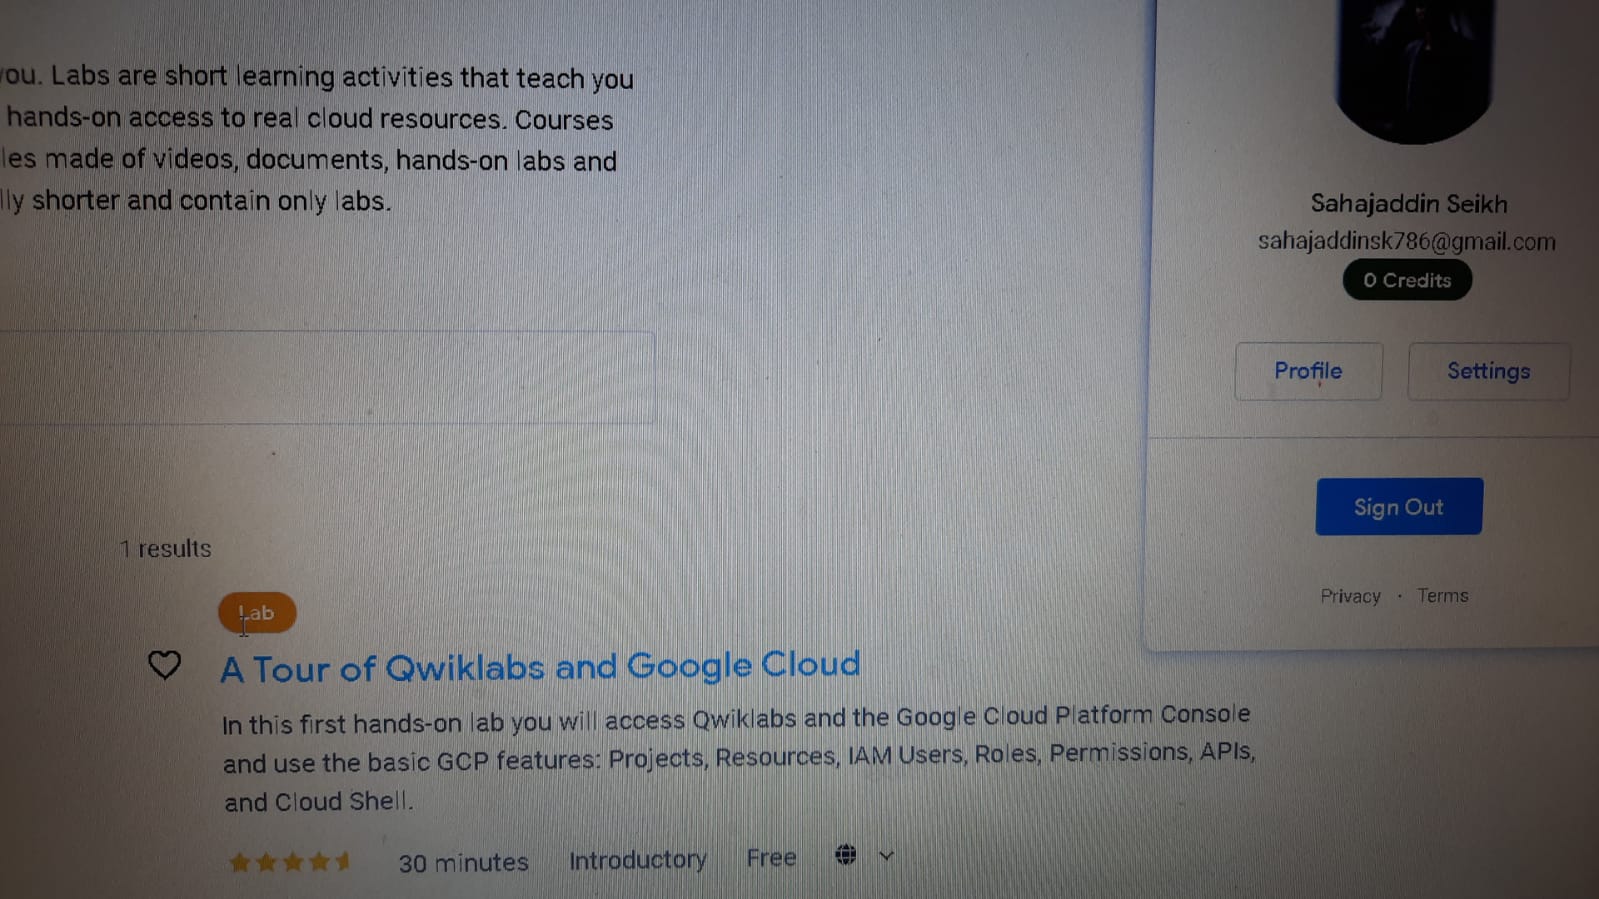 you. Labs are short learning activities that teach you
hands-on access to real cloud resources. Courses
les made of videos, documents, hands-on labs and
lly shorter and contain only labs.
Sahajaddin Seikh
sahajaddinsk786@gmail.com
0 Credits
Profile
Settings
Sign Out
Privacy · Terms
1 results
Lab
A Tour of Qwiklabs and Google Cloud
In this first hands-on lab you will access Qwiklabs and the Google Cloud Platform Console
and use the basic GCP features: Projects, Resources, IAM Users, Roles, Permissions, APIs,
and Cloud Shell.
30 minutes Introductory Free